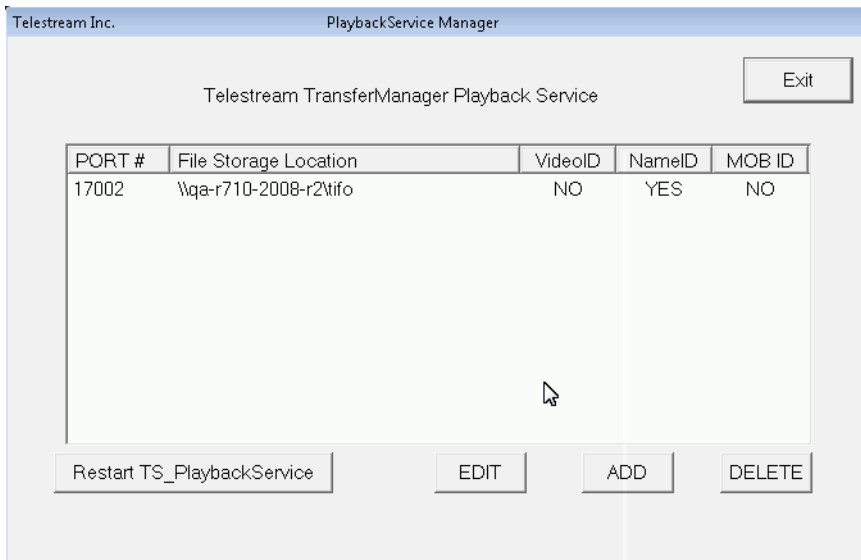 Telestream Inc. PlaybackService Manager
Exit
Telestream TransferManager Playback Service
PORT # File Storage Location VideoID NameID MOB ID
17002 \\qa-r710-2008-r2\tifo NO YES NO
Restart TS_PlaybackService EDIT ADD DELETE